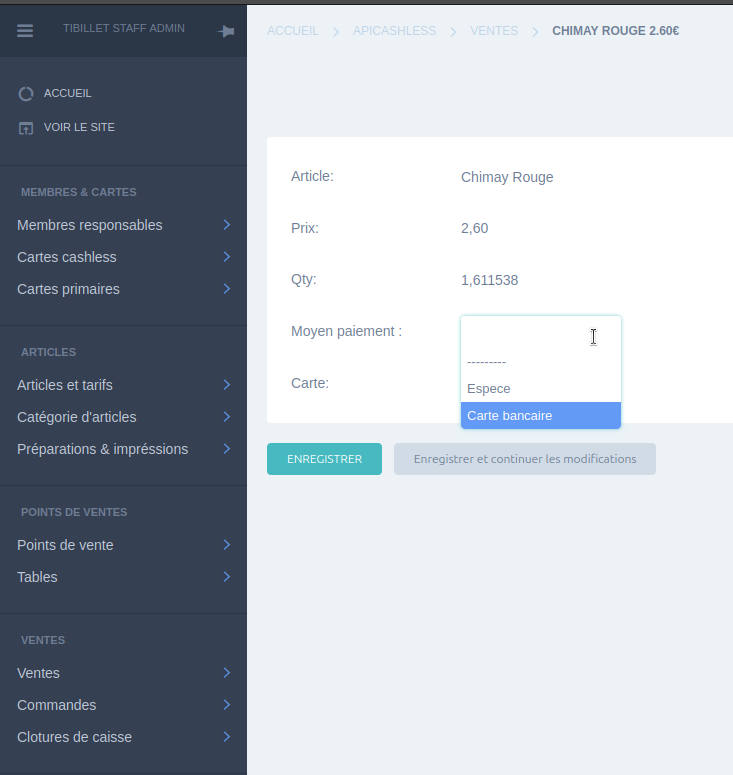 TIBILLET STAFF ADMIN
ACCUEIL
VOIR LE SITE
MEMBRES & CARTES
Membres responsables
Cartes cashless
Cartes primaires
ARTICLES
Articles et tarifs
Catégorie d'articles
Préparations & impréssions
POINTS DE VENTES
Points de vente
Tables
VENTES
Ventes
Commandes
Clotures de caisse
ACCUEIL > APICASHLESS > VENTES > CHIMAY ROUGE 2.60€
Article: Chimay Rouge
Prix: 2,60
Qty: 1,611538
Moyen paiement :
---------
Espece
Carte bancaire
Carte:
ENREGISTRER Enregistrer et continuer les modifications